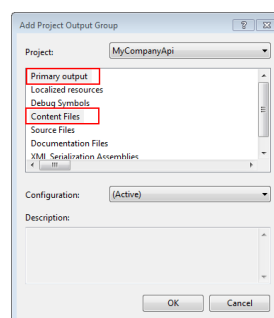 Add Project Output Group
Project:
MyCompanyApi
Primary output
Localized resources
Debug Symbols
Content Files
Source Files
Documentation Files
XML Serialization Assemblies
Configuration:
(Active)
Description:
OK
Cancel